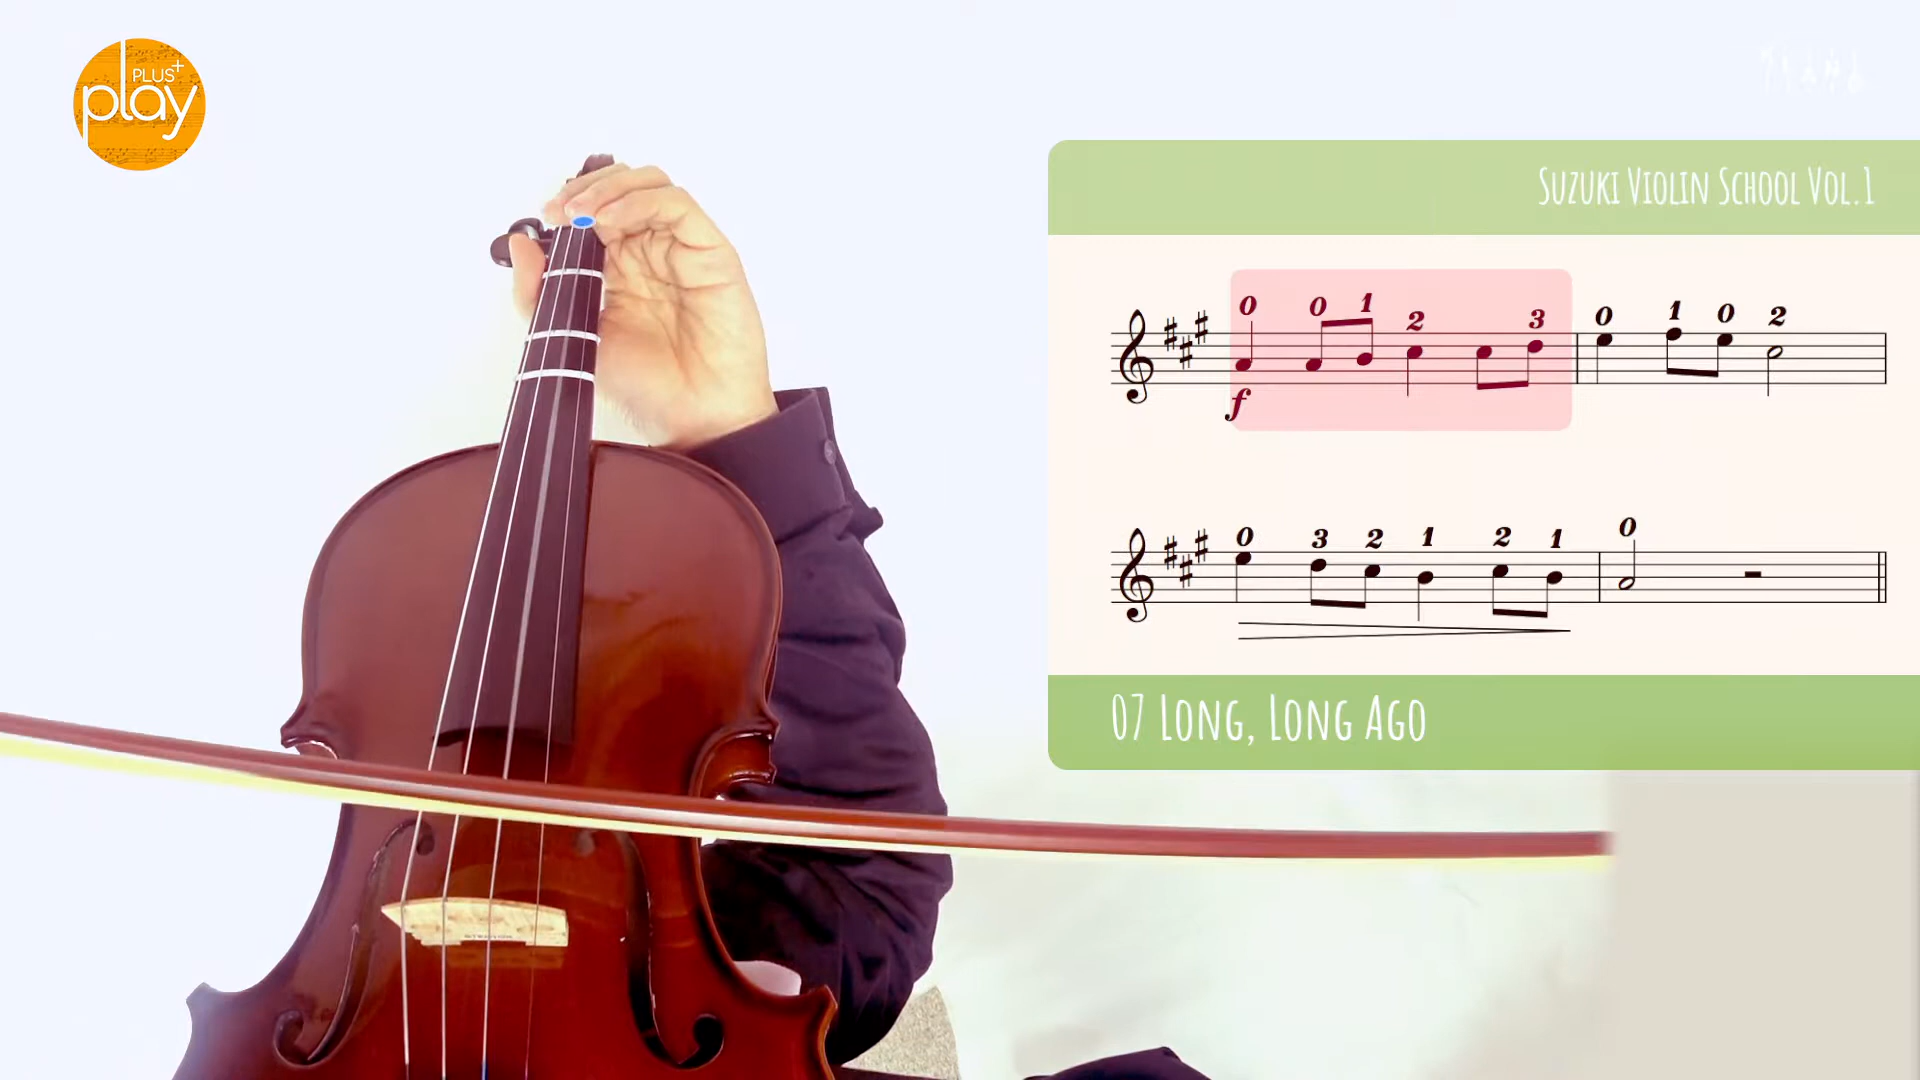 PLUS+
play
SUZUKI VIOLIN SCHOOL VOL.1
0 0 1 2 3 0 1 0 2
f
0 3 2 1 2 1 0
07 LONG, LONG AGO